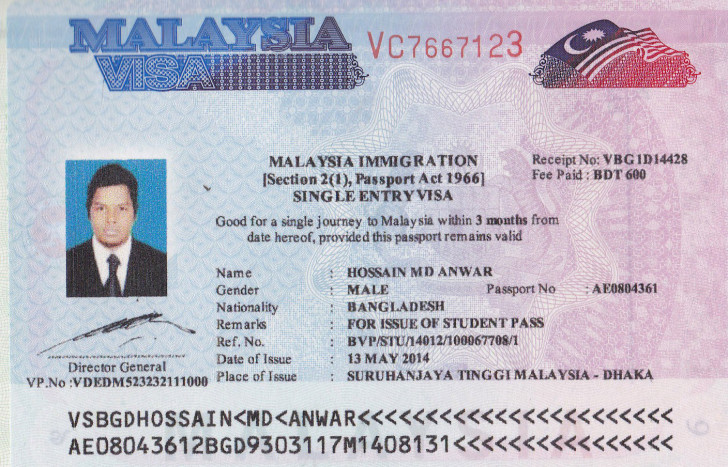 MALAYSIA
VISA
VC7667123
MALAYSIA IMMIGRATION
[Section 2(1), Passport Act 1966]
SINGLE ENTRY VISA
Receipt No: VBG1D14428
Fee Paid : BDT 600
Good for a single journey to Malaysia within 3 months from
date hereof, provided this passport remains valid
Name : HOSSAIN MD ANWAR
Gender : MALE Passport No : AE0804361
Nationality : BANGLADESH
Remarks : FOR ISSUE OF STUDENT PASS
Ref. No. : BVP/STU/14012/100067708/1
Date of Issue : 13 MAY 2014
Place of Issue : SURUHANJAYA TINGGI MALAYSIA - DHAKA
Director General
VP.No :VDEDM523232111000
VSBGDHOSSAIN<MD<ANWAR<<<<<<<<<<<<<<<<<<<<<<<
AE08043612BGD9303117M1408131<<<<<<<<<<<<<<<<